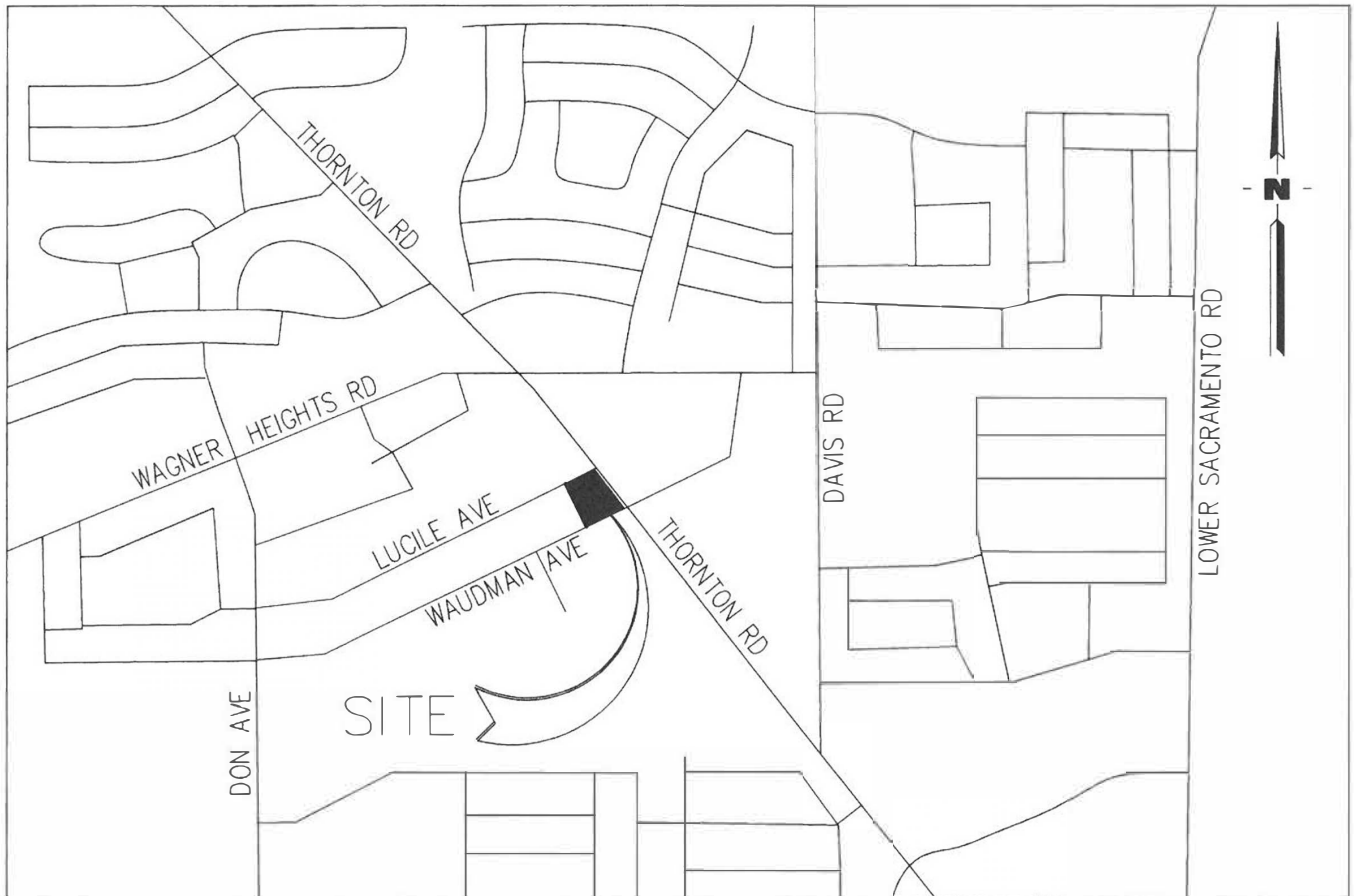 THORNTON RD
N
WAGNER HEIGHTS RD
DAVIS RD
LOWER SACRAMENTO RD
LUCILE AVE
WAUDMAN AVE
THORNTON RD
SITE
DON AVE